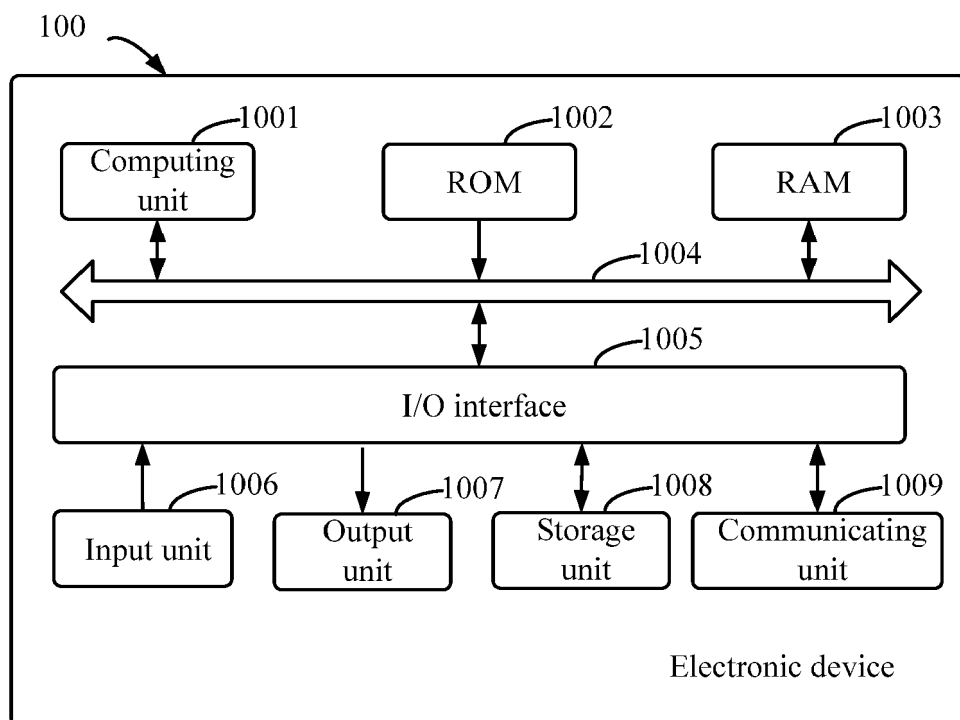 100
1001
1002
1003
Computing
unit
ROM
RAM
1004
1005
I/O interface
1006
1007
1008
1009
Input unit
Output
unit
Storage
unit
Communicating
unit
Electronic device